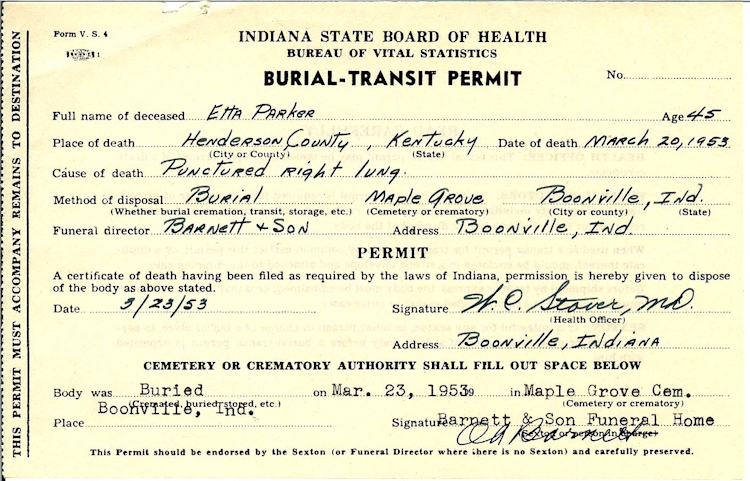 THIS PERMIT MUST ACCOMPANY REMAINS TO DESTINATION
Form V. S. 4
INDIANA STATE BOARD OF HEALTH
BUREAU OF VITAL STATISTICS
BURIAL-TRANSIT PERMIT
No.
Full name of deceased Etta Parker Age 45
Place of death Henderson County, Kentucky Date of death March 20, 1953
(City or County) (State)
Cause of death Punctured right lung.
Method of disposal Burial Maple Grove Boonville, Ind.
(Whether burial cremation, transit, storage, etc.) (Cemetery or crematory) (City or county) (State)
Funeral director Barnett & Son Address Boonville, Ind.
PERMIT
A certificate of death having been filed as required by the laws of Indiana, permission is hereby given to dispose
of the body as above stated.
Date 3/23/53 Signature W. C. Stover, MD.
(Health Officer)
Address Boonville, Indiana
CEMETERY OR CREMATORY AUTHORITY SHALL FILL OUT SPACE BELOW
Body was Buried on Mar. 23, 1953 in Maple Grove Cem.
(Cremated, buried, stored, etc.) (Cemetery or crematory)
Boonville, Ind.
Place Signature Barnett & Son Funeral Home
(Sexton or person in charge)
This Permit should be endorsed by the Sexton (or Funeral Director where there is no Sexton) and carefully preserved.